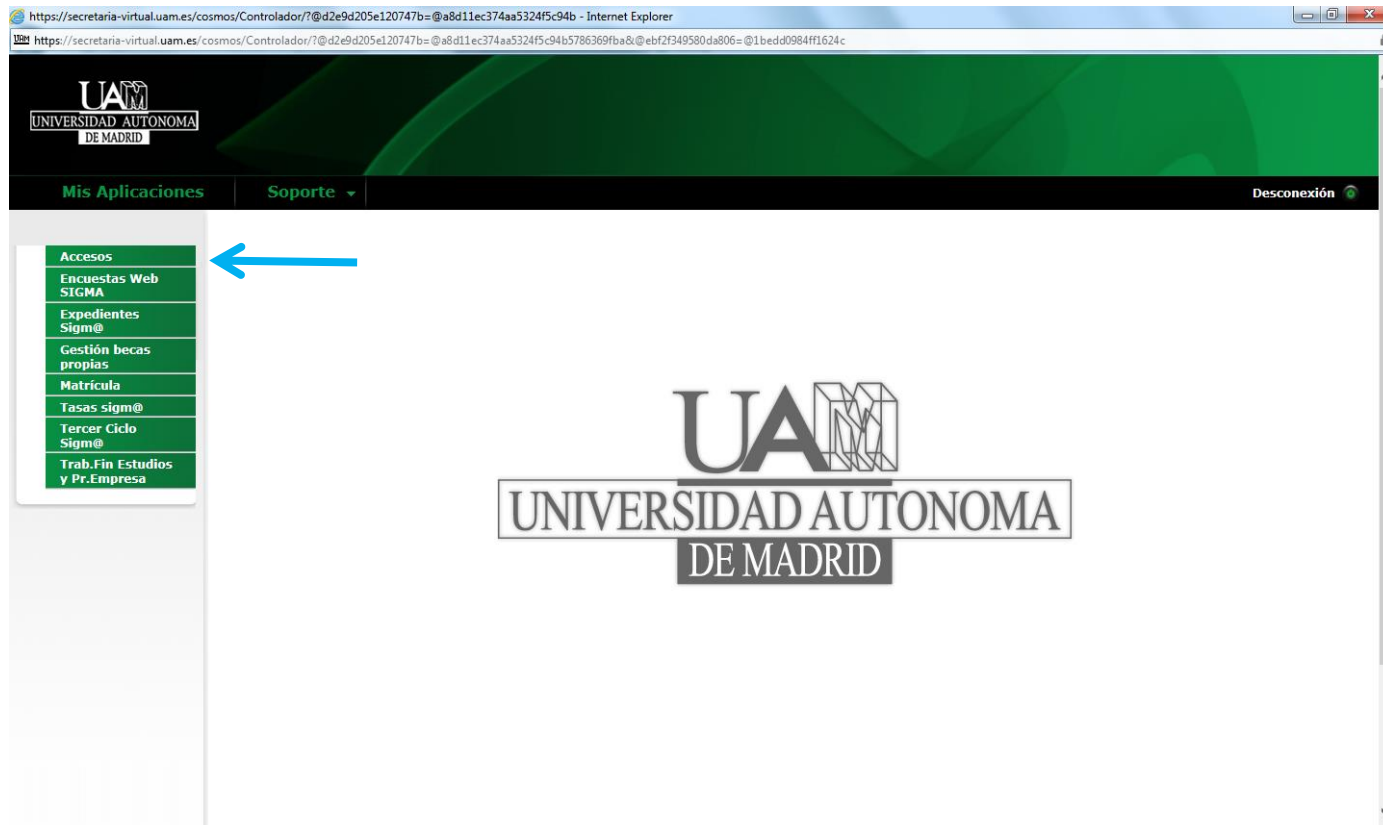 https://secretaria-virtual.uam.es/cosmos/Controlador/?@d2e9d205e120747b=@a8d11ec374aa5324f5c94b - Internet Explorer
UAM https://secretaria-virtual.uam.es/cosmos/Controlador/?@d2e9d205e120747b=@a8d11ec374aa5324f5c94b5786369fba&@ebf2f349580da806=@1bedd0984ff1624c
UAM
UNIVERSIDAD AUTONOMA
DE MADRID
Mis Aplicaciones Soporte Desconexión
Accesos
Encuestas Web
SIGMA
Expedientes
Sigm@
Gestión becas
propias
Matrícula
Tasas sigm@
Tercer Ciclo
Sigm@
Trab.Fin Estudios
y Pr.Empresa
UAM
UNIVERSIDAD AUTONOMA
DE MADRID